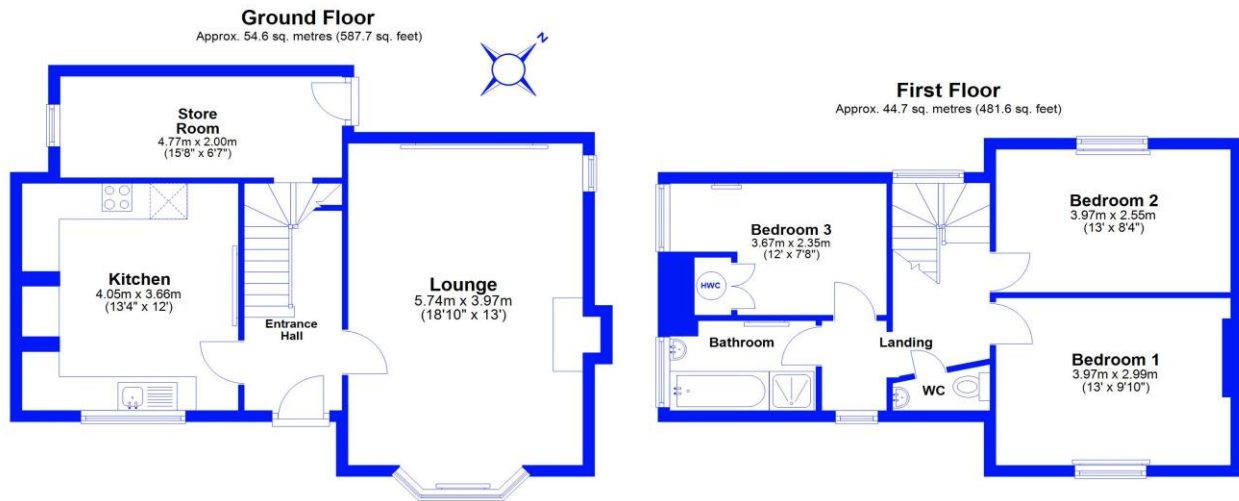 Ground Floor
Approx. 54.6 sq. metres (587.7 sq. feet)
N
Store
Room
4.77m x 2.00m
(15'8" x 6'7")
Kitchen
4.05m x 3.66m
(13'4" x 12')
Entrance
Hall
Lounge
5.74m x 3.97m
(18'10" x 13')
First Floor
Approx. 44.7 sq. metres (481.6 sq. feet)
Bedroom 2
3.97m x 2.55m
(13' x 8'4")
Bedroom 3
3.67m x 2.35m
(12' x 7'8")
HWC
Bathroom
Landing
Bedroom 1
3.97m x 2.99m
(13' x 9'10")
WC